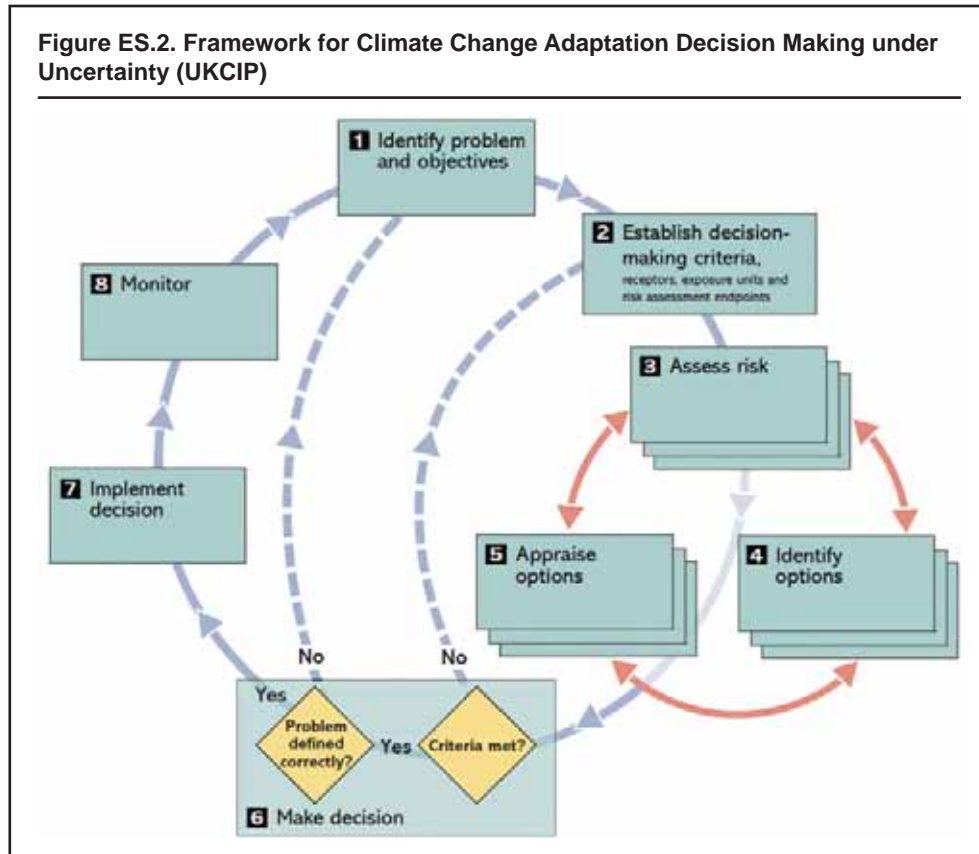 Figure ES.2. Framework for Climate Change Adaptation Decision Making under
Uncertainty (UKCIP)
1 Identify problem
and objectives
2 Establish decision-
making criteria,
receptors, exposure units and
risk assessment endpoints
3 Assess risk
4 Identify
options
5 Appraise
options
No
No
Yes
Problem
defined
correctly?
Yes
Criteria met?
6 Make decision
7 Implement
decision
8 Monitor